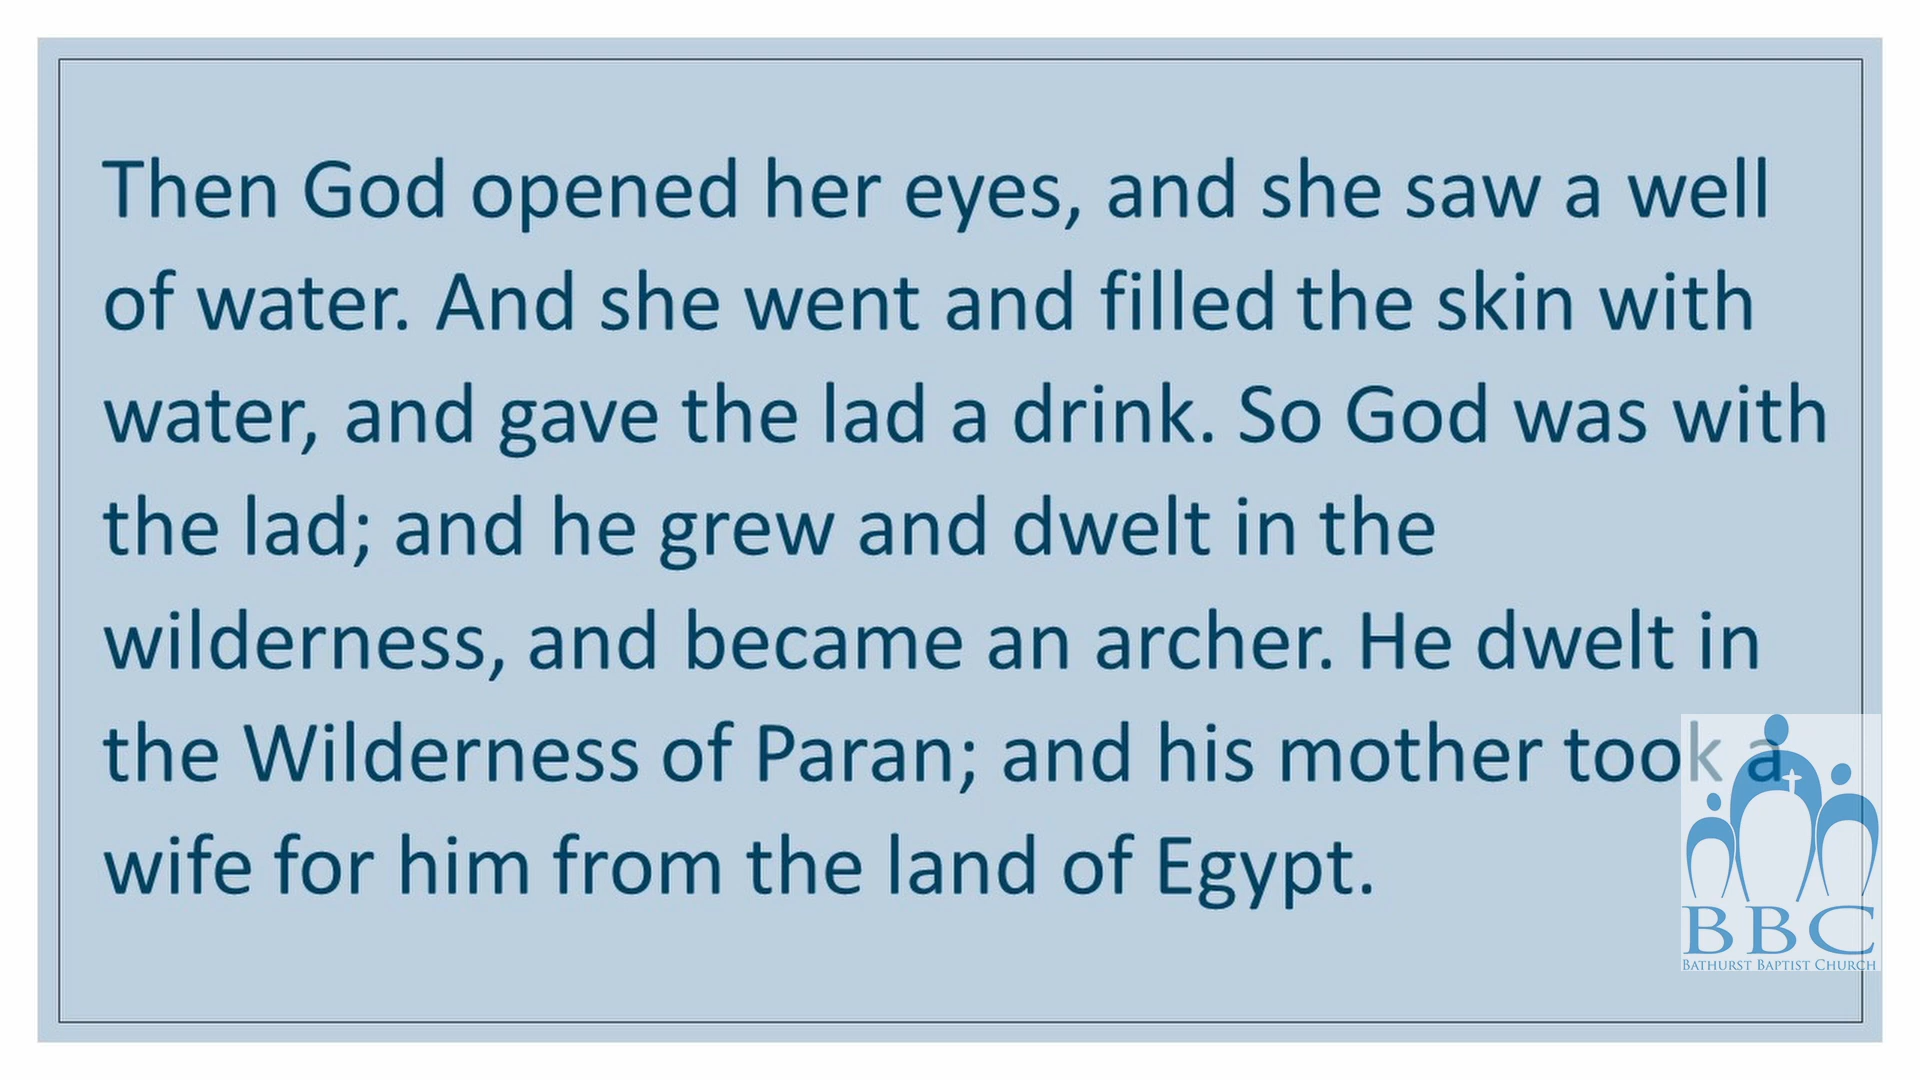 Then God opened her eyes, and she saw a well
of water. And she went and filled the skin with
water, and gave the lad a drink. So God was with
the lad; and he grew and dwelt in the
wilderness, and became an archer. He dwelt in
the Wilderness of Paran; and his mother took a
wife for him from the land of Egypt.
BBC
BATHURST BAPTIST CHURCH